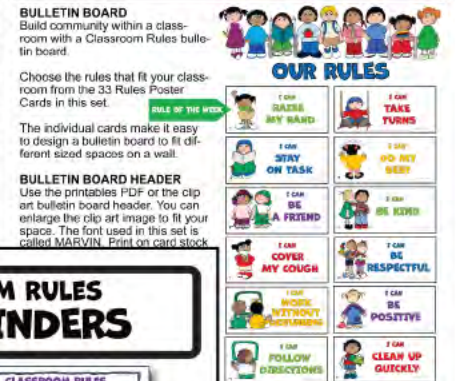 BULLETIN BOARD
Build community within a class-
room with a Classroom Rules bulle-
tin board.
Choose the rules that fit your class-
room from the 33 Rules Poster
Cards in this set.
The individual cards make it easy
to design a bulletin board to fit dif-
ferent sized spaces on a wall.
BULLETIN BOARD HEADER
Use the printables PDF or the clip
art bulletin board header. You can
enlarge the clip art image to fit your
space. The font used in this set is
called MARVIN. Print on card stock
M RULES
NDERS
CLASSROOM RULES
OUR RULES
RULE OF THE WEEK
I CAN
RAISE
MY HAND
I CAN
TAKE
TURNS
I CAN
STAY
ON TASK
I CAN
DO MY
BEST
I CAN
BE
A FRIEND
I CAN
BE KIND
I CAN
COVER
MY COUGH
I CAN
BE
RESPECTFUL
I CAN
WORK
WITHOUT
I CAN
BE
POSITIVE
I CAN
FOLLOW
DIRECTIONS
I CAN
CLEAN UP
QUICKLY